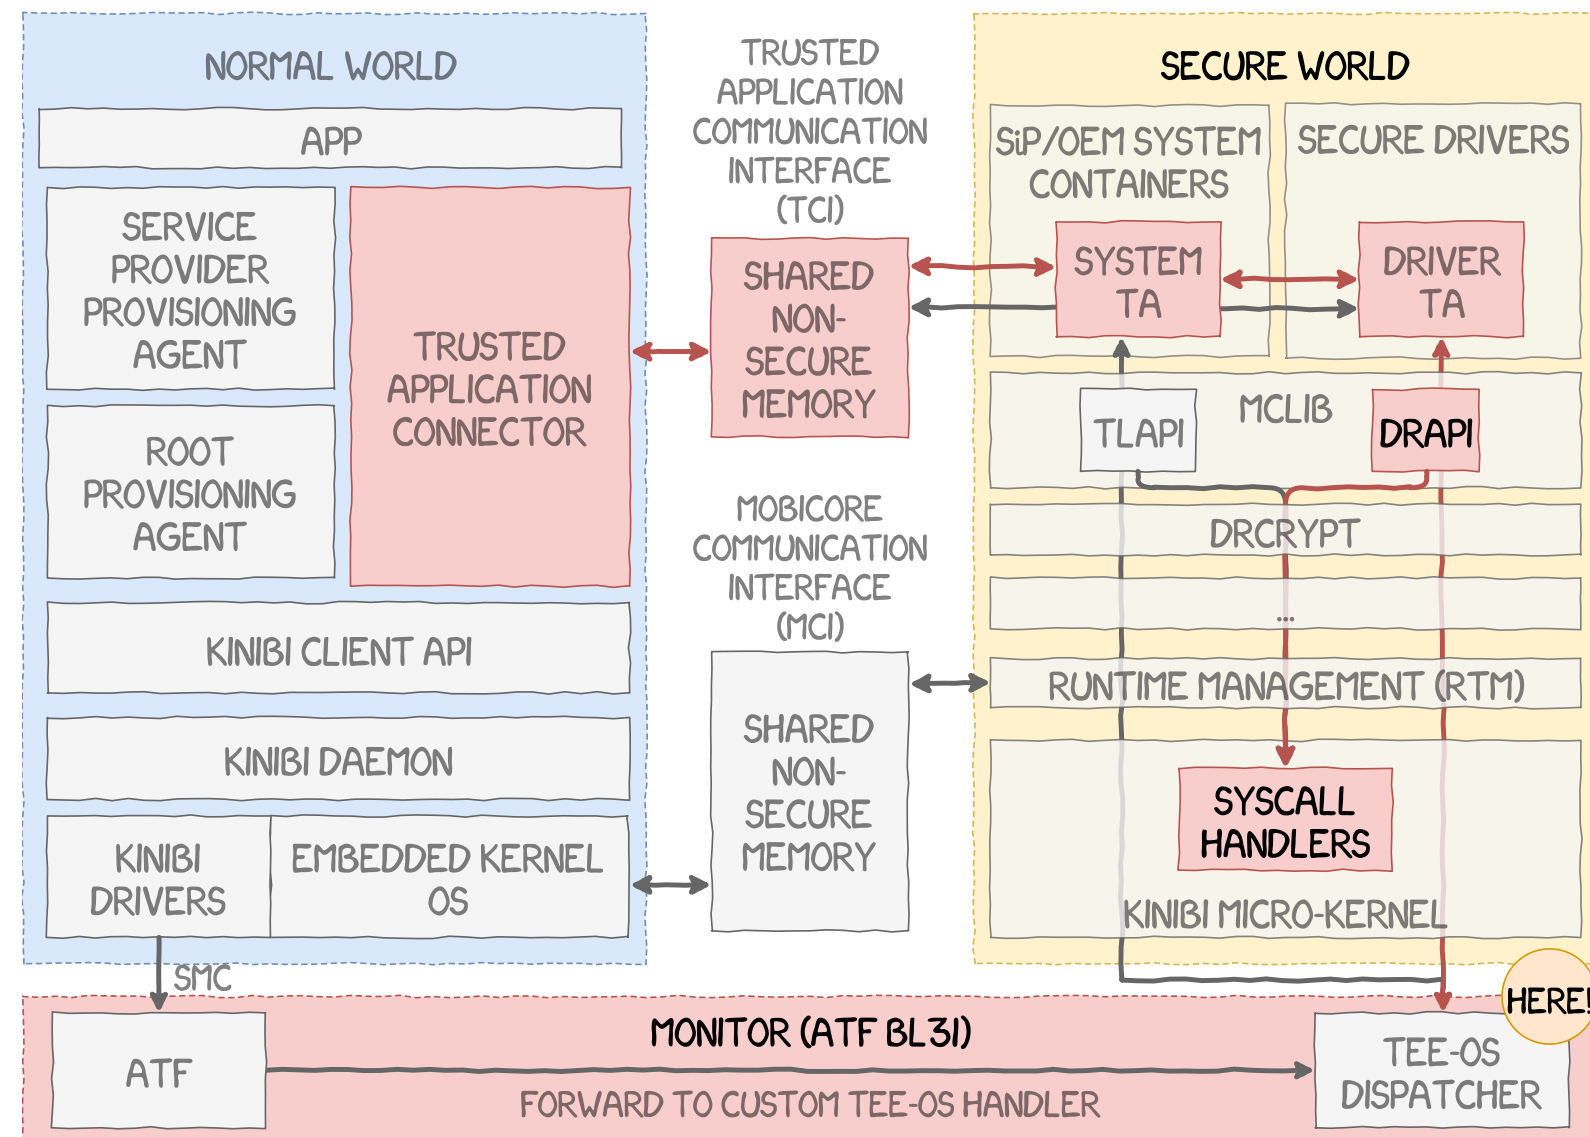 NORMAL WORLD
APP
SERVICE
PROVIDER
PROVISIONING
AGENT
ROOT
PROVISIONING
AGENT
TRUSTED
APPLICATION
CONNECTOR
KINIBI CLIENT API
KINIBI DAEMON
KINIBI
DRIVERS
EMBEDDED KERNEL
OS
SMC
TRUSTED
APPLICATION
COMMUNICATION
INTERFACE
(TCI)
SHARED
NON-
SECURE
MEMORY
MOBICORE
COMMUNICATION
INTERFACE
(MCI)
SHARED
NON-
SECURE
MEMORY
SECURE WORLD
SiP/OEM SYSTEM
CONTAINERS
SYSTEM
TA
SECURE DRIVERS
DRIVER
TA
TLAPI
MCLIB
DRAPI
DRCRYPT
...
RUNTIME MANAGEMENT (RTM)
SYSCALL
HANDLERS
KINIBI MICRO-KERNEL
HERE!
MONITOR (ATF BL31)
ATF
FORWARD TO CUSTOM TEE-OS HANDLER
TEE-OS
DISPATCHER